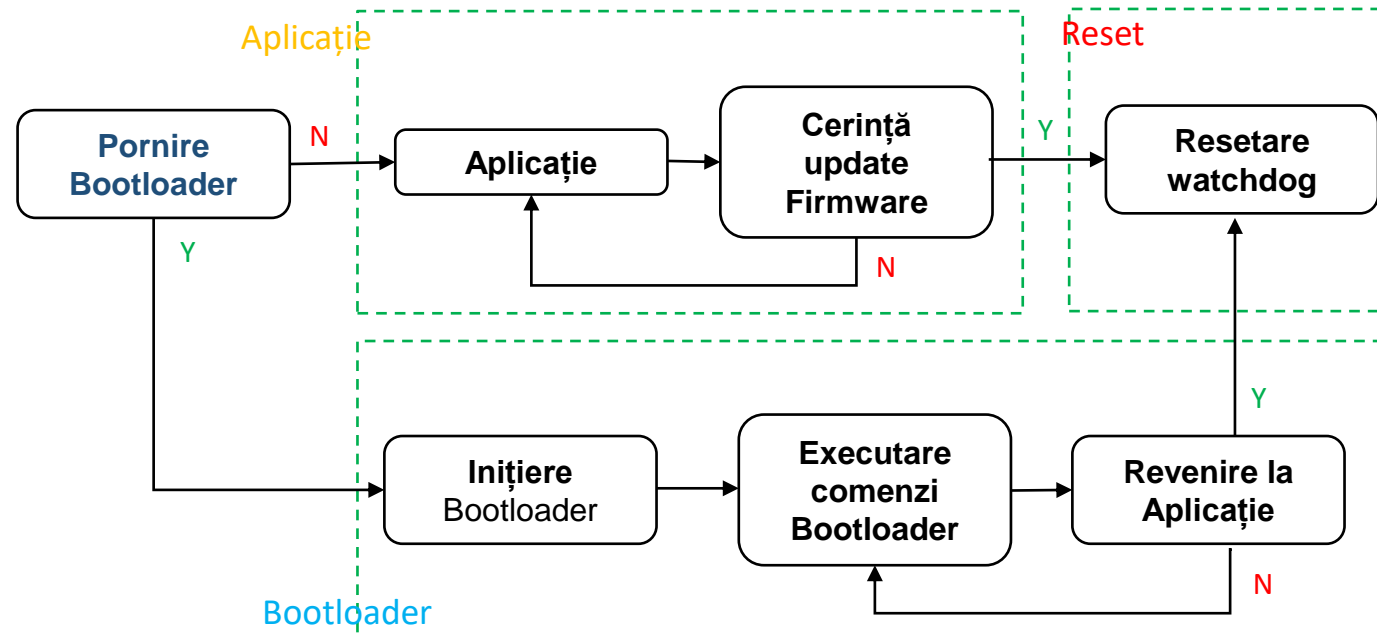 Aplicație
Reset
Pornire
Bootloader
N
Aplicație
Cerință
update
Firmware
Y
Resetare
watchdog
Y
N
Inițiere
Bootloader
Executare
comenzi
Bootloader
Y
Revenire la
Aplicație
N
Bootloader